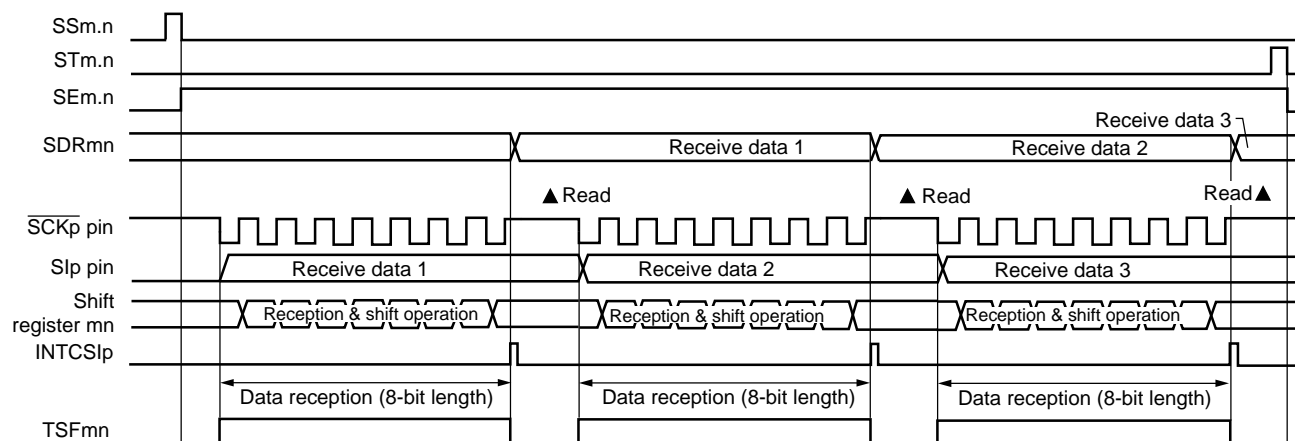 SSm.n
STm.n
SEm.n
Receive data 3
SDRmn
Receive data 1
Receive data 2
▲ Read
▲ Read
Read ▲
SCKp pin
SIp pin
Receive data 1
Receive data 2
Receive data 3
Shift
register mn
Reception & shift operation
Reception & shift operation
Reception & shift operation
INTCSIp
Data reception (8-bit length)
Data reception (8-bit length)
Data reception (8-bit length)
TSFmn